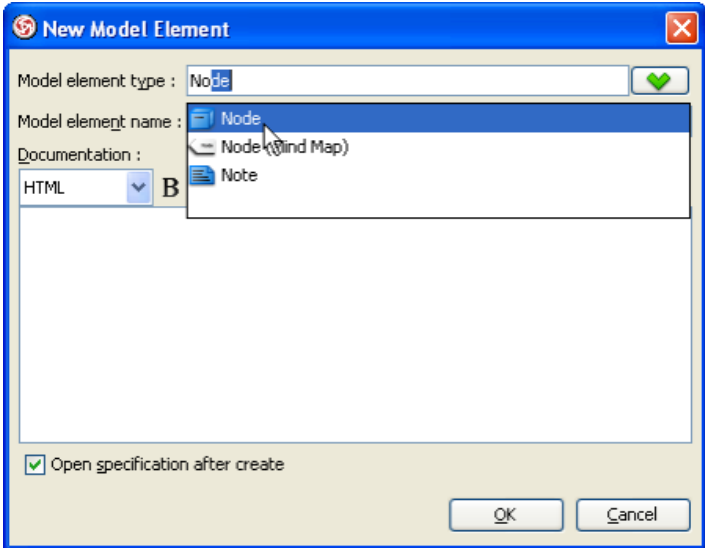 New Model Element
Model element type : Node
Model element name :
Node
Node (Mind Map)
Note
Documentation :
HTML B
Open specification after create
OK Cancel